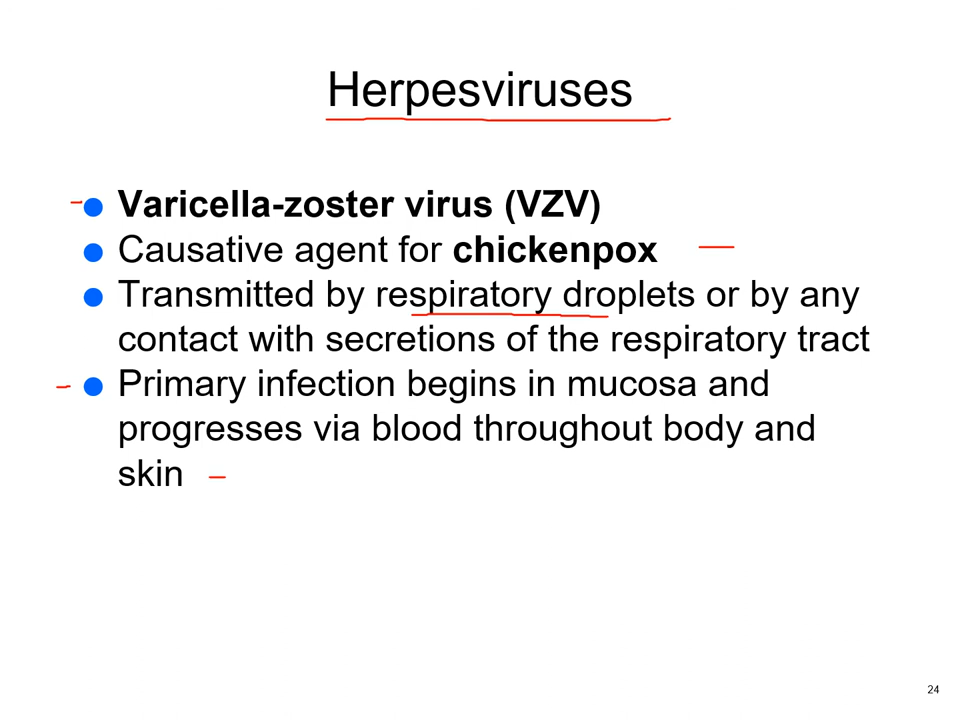 Herpesviruses
● Varicella-zoster virus (VZV)
● Causative agent for chickenpox
● Transmitted by respiratory droplets or by any
contact with secretions of the respiratory tract
● Primary infection begins in mucosa and
progresses via blood throughout body and
skin
24